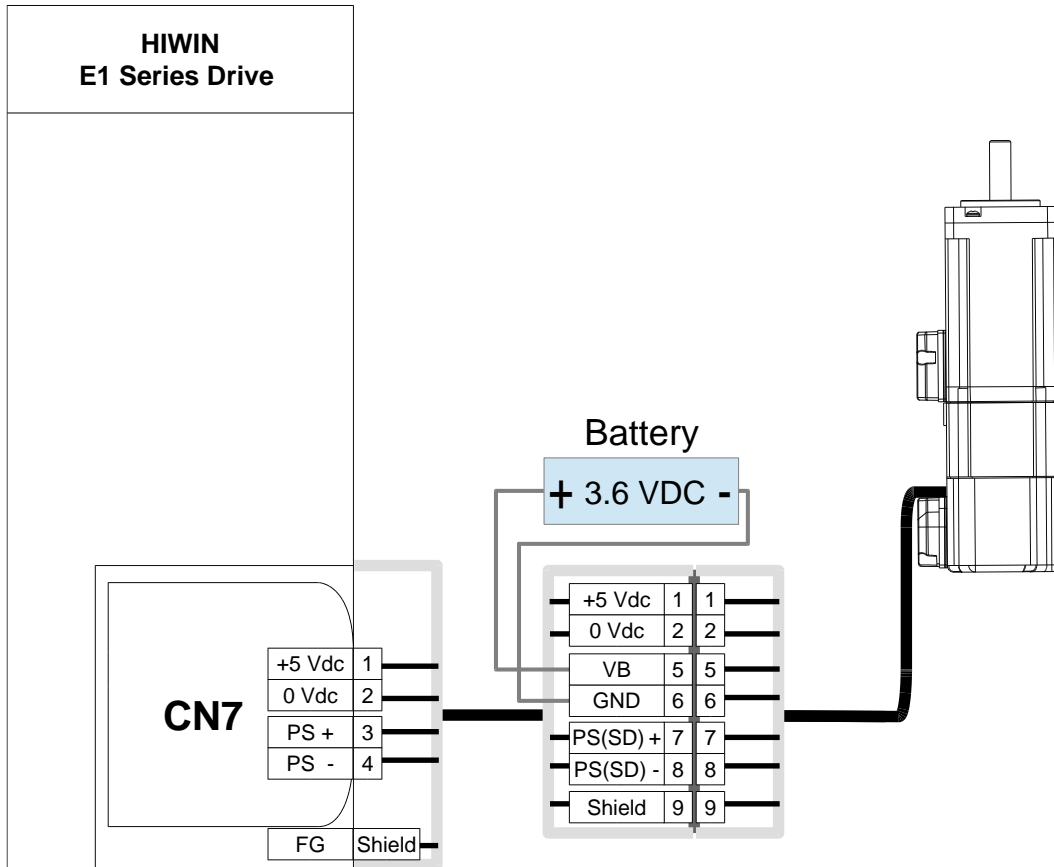 HIWIN
E1 Series Drive
Battery
+ 3.6 VDC -
+5 Vdc 1 1
0 Vdc 2 2
VB 5 5
GND 6 6
PS(SD) + 7 7
PS(SD) - 8 8
Shield 9 9
CN7
+5 Vdc 1
0 Vdc 2
PS + 3
PS - 4
FG Shield